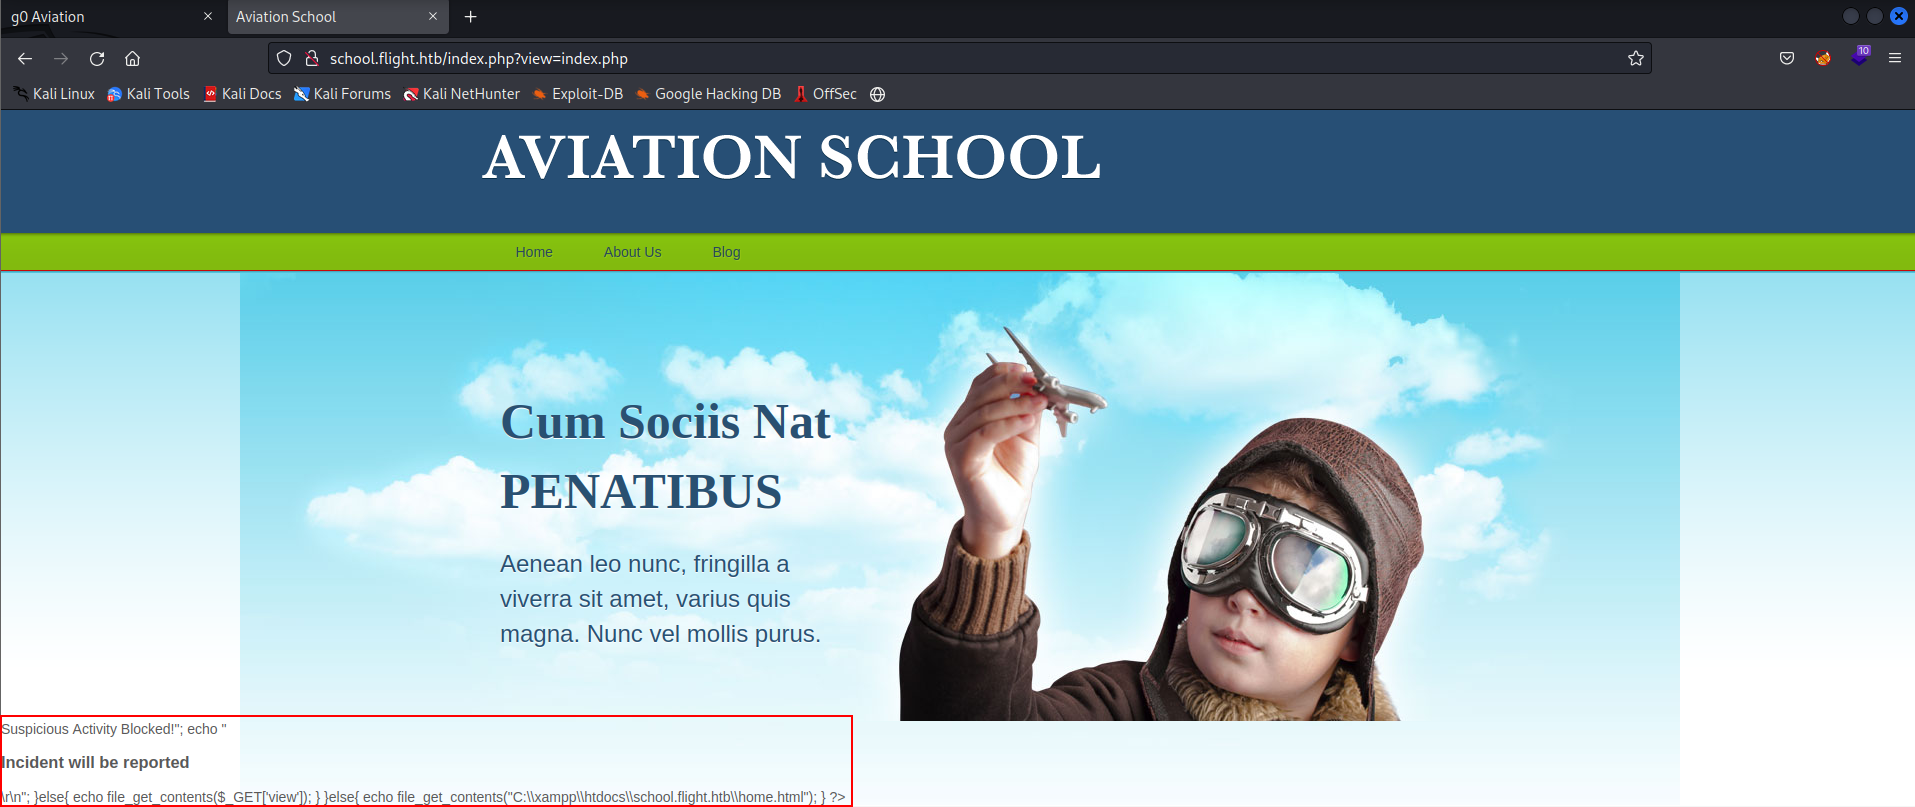 g0 Aviation
Aviation School
school.flight.htb/index.php?view=index.php
10
Kali Linux Kali Tools Kali Docs Kali Forums Kali NetHunter Exploit-DB Google Hacking DB OffSec
AVIATION SCHOOL
Home About Us Blog
Cum Sociis Nat
PENATIBUS
Aenean leo nunc, fringilla a
viverra sit amet, varius quis
magna. Nunc vel mollis purus.
Suspicious Activity Blocked!"; echo "
Incident will be reported
\r\n"; }else{ echo file_get_contents($_GET['view']); } }else{ echo file_get_contents("C:\\xampp\\htdocs\\school.flight.htb\\home.html"); } ?>